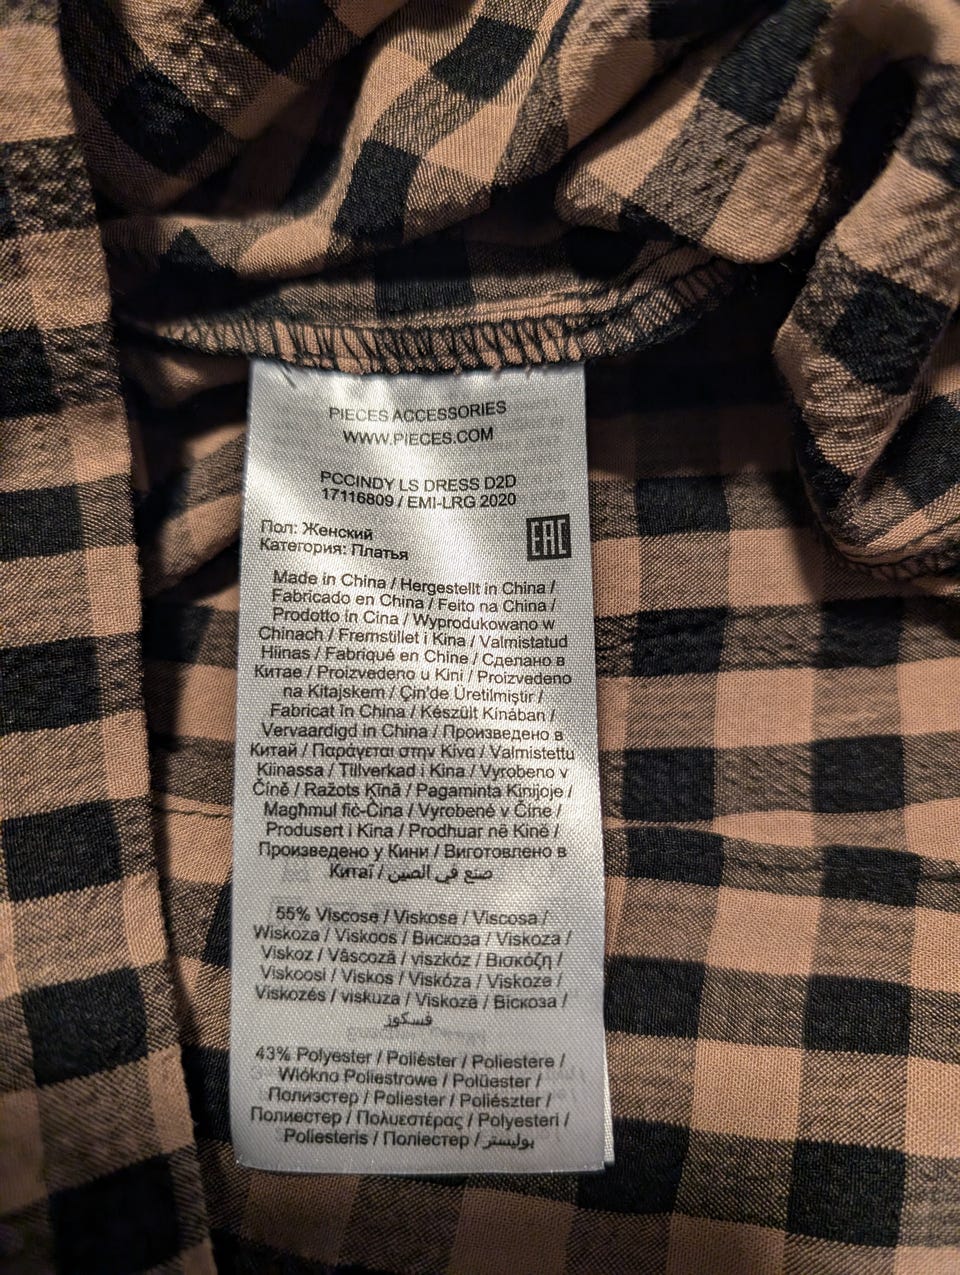 PIECES ACCESSORIES
WWW.PIECES.COM
PCCINDY LS DRESS D2D
17116809 / EMI-LRG 2020
Пол: Женский
Категория: Платья
EAC
Made in China / Hergestellt in China /
Fabricado en China / Feito na China /
Prodotto in Cina / Wyprodukowano w
Chinach / Fremstillet i Kina / Valmistatud
Hiinas / Fabriqué en Chine / Сделано в
Китае / Proizvedeno u Kini / Proizvedeno
na Kitajskem / Çin'de Üretilmiştir /
Fabricat în China / Készült Kínában /
Vervaardigd in China / Произведено в
Китай / Παράγεται στην Κίνα / Valmistettu
Kiinassa / Tillverkad i Kina / Vyrobeno v
Číně / Ražots Ķīnā / Pagaminta Kinijoje /
Magħmul fiċ-Ċina / Vyrobené v Číne /
Produsert i Kina / Prodhuar në Kinë /
Произведено у Кини / Виготовлено в
Китаї / صنع في الصين
55% Viscose / Viskose / Viscosa /
Wiskoza / Viskoos / Вискоза / Viskoza /
Viskoz / Vâscoză / viszkóz / Βισκόζη /
Viskoosi / Viskos / Viskóza / Viskoze /
Viskozės / viskuza / Viskozë / Віскоза /
فسكوز
43% Polyester / Poliéster / Poliestere /
Włókno Poliestrowe / Polüester /
Полиэстер / Poliester / Poliészter /
Полиестер / Πολυεστέρας / Polyesteri /
Poliesteris / Поліестер / بوليستر